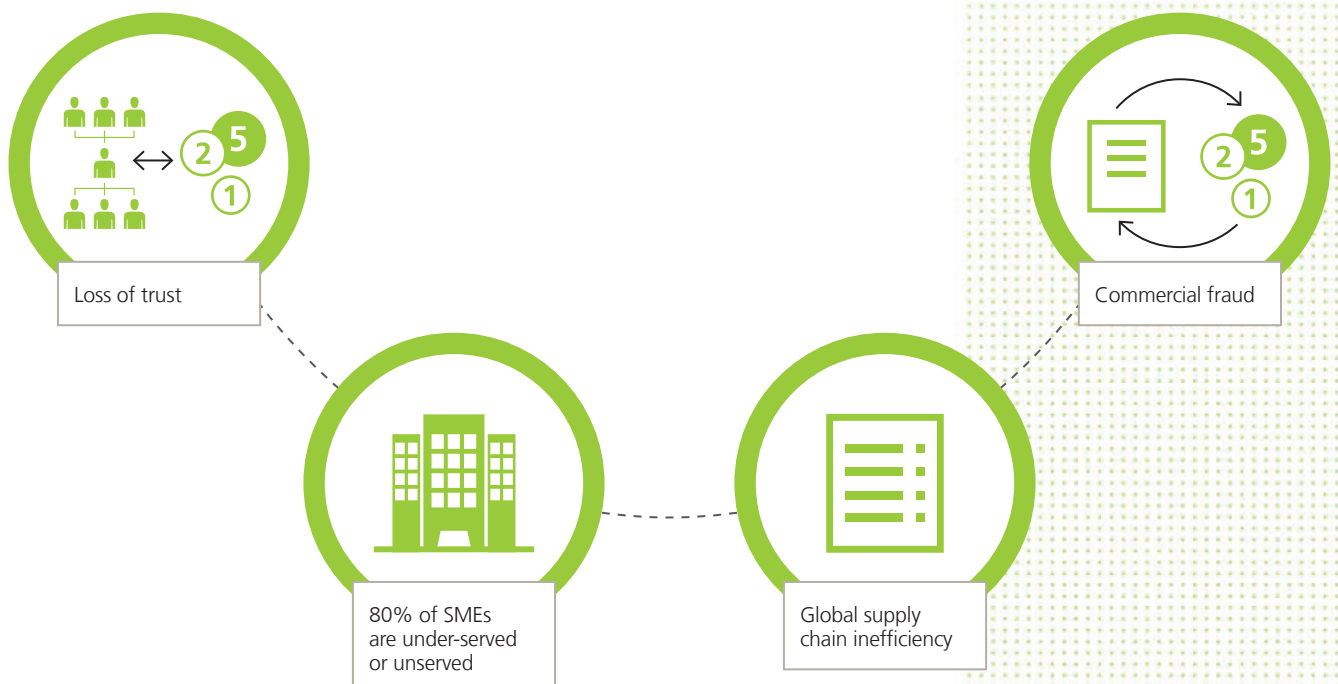 5
2
1
Loss of trust
80% of SMEs
are under-served
or unserved
Global supply
chain inefficiency
5
2
1
Commercial fraud